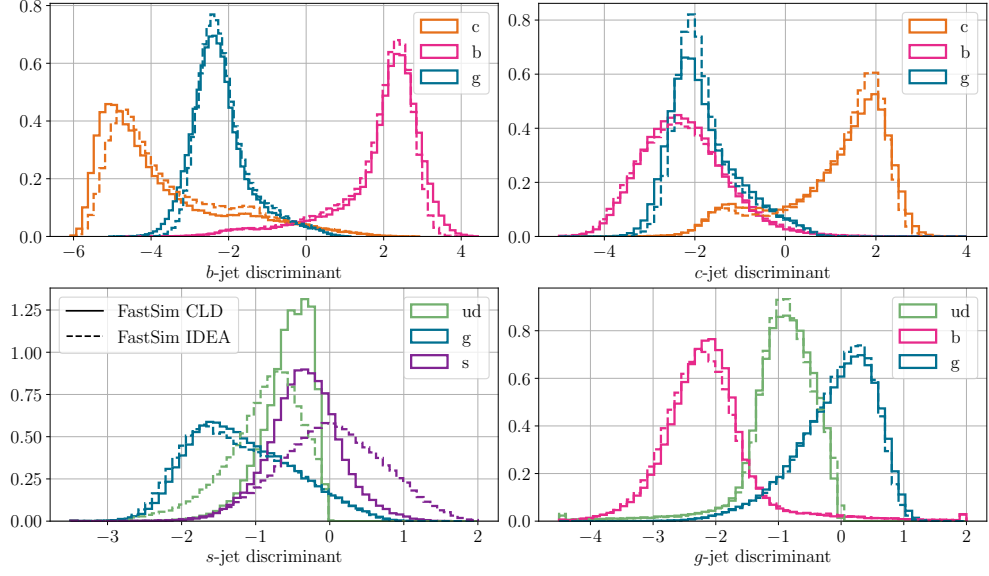 0.8
0.6
0.4
0.2
0.0
c
b
g
−6 −4 −2 0 2 4
b-jet discriminant
0.8
0.6
0.4
0.2
0.0
c
b
g
−4 −2 0 2 4
c-jet discriminant
1.25
1.00
0.75
0.50
0.25
0.00
FastSim CLD
FastSim IDEA
ud
g
s
−3 −2 −1 0 1 2
s-jet discriminant
0.8
0.6
0.4
0.2
0.0
ud
b
g
−4 −3 −2 −1 0 1 2
g-jet discriminant